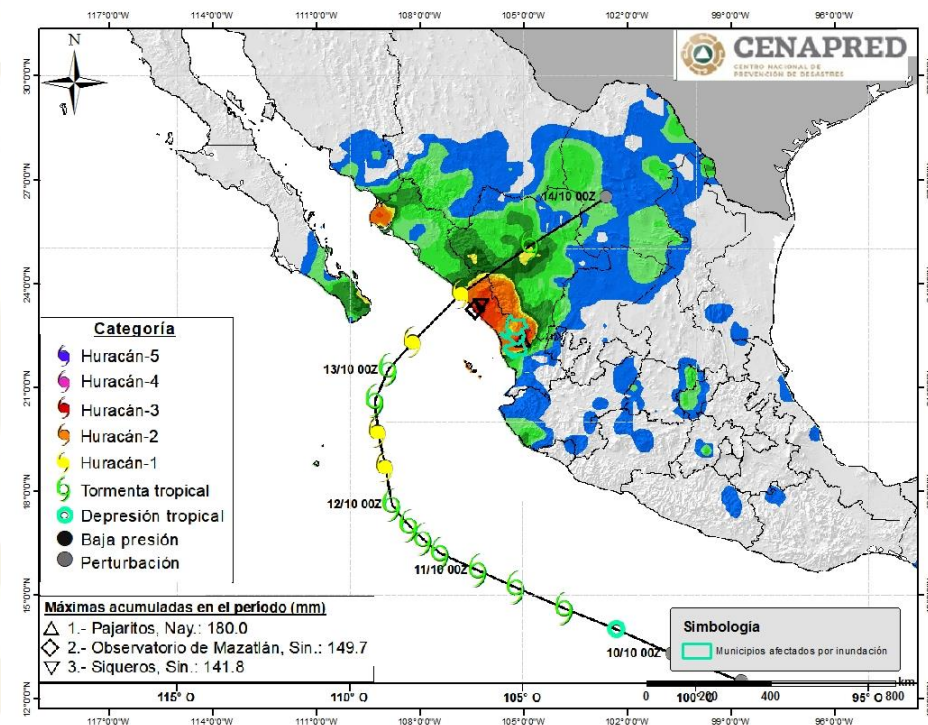 117°0'0"W 114°0'0"W 111°0'0"W 108°0'0"W 105°0'0"W 102°0'0"W 99°0'0"W 96°0'0"W
N
CENAPRED
CENTRO NACIONAL DE
PREVENCIÓN DE DESASTRES
30°0'0"N
27°0'0"N
24°0'0"N
21°0'0"N
18°0'0"N
15°0'0"N
12°0'0"N
14/10 00Z
13/10 00Z
12/10 00Z
11/10 00Z
10/10 00Z
Categoría
Huracán-5
Huracán-4
Huracán-3
Huracán-2
Huracán-1
Tormenta tropical
Depresión tropical
Baja presión
Perturbación
Máximas acumuladas en el periodo (mm)
1.- Pajaritos, Nay.: 180.0
2.- Observatorio de Mazatlán, Sin.: 149.7
3.- Siqueros, Sin.: 141.8
Simbología
Municipios afectados por inundación
km
0 200 400 800
115° O 110° O 105° O 100° O 95° O
117°0'0"W 114°0'0"W 111°0'0"W 108°0'0"W 105°0'0"W 102°0'0"W 99°0'0"W 96°0'0"W